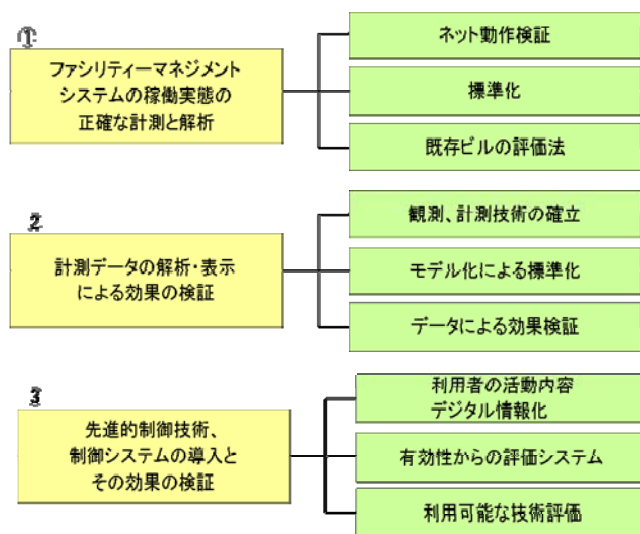 ①
ファシリティーマネジメント
システムの稼働実態の
正確な計測と解析
ネット動作検証
標準化
既存ビルの評価法
2
計測データの解析・表示
による効果の検証
観測、計測技術の確立
モデル化による標準化
データによる効果検証
3
先進的制御技術、
制御システムの導入と
その効果の検証
利用者の活動内容
デジタル情報化
有効性からの評価システム
利用可能な技術評価